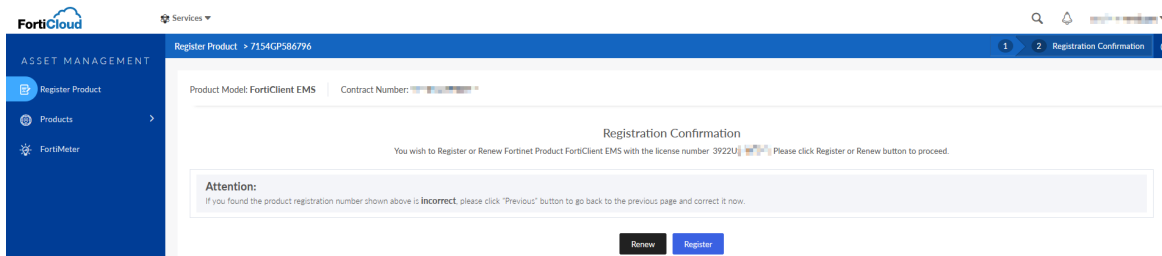 FortiCloud
Services
ASSET MANAGEMENT
Register Product
Products
FortiMeter
Register Product > 7154GP586796
1 2 Registration Confirmation
Product Model: FortiClient EMS Contract Number:
Registration Confirmation
You wish to Register or Renew Fortinet Product FortiClient EMS with the license number 3922U Please click Register or Renew button to proceed.
Attention:
If you found the product registration number shown above is incorrect, please click "Previous" button to go back to the previous page and correct it now.
Renew Register